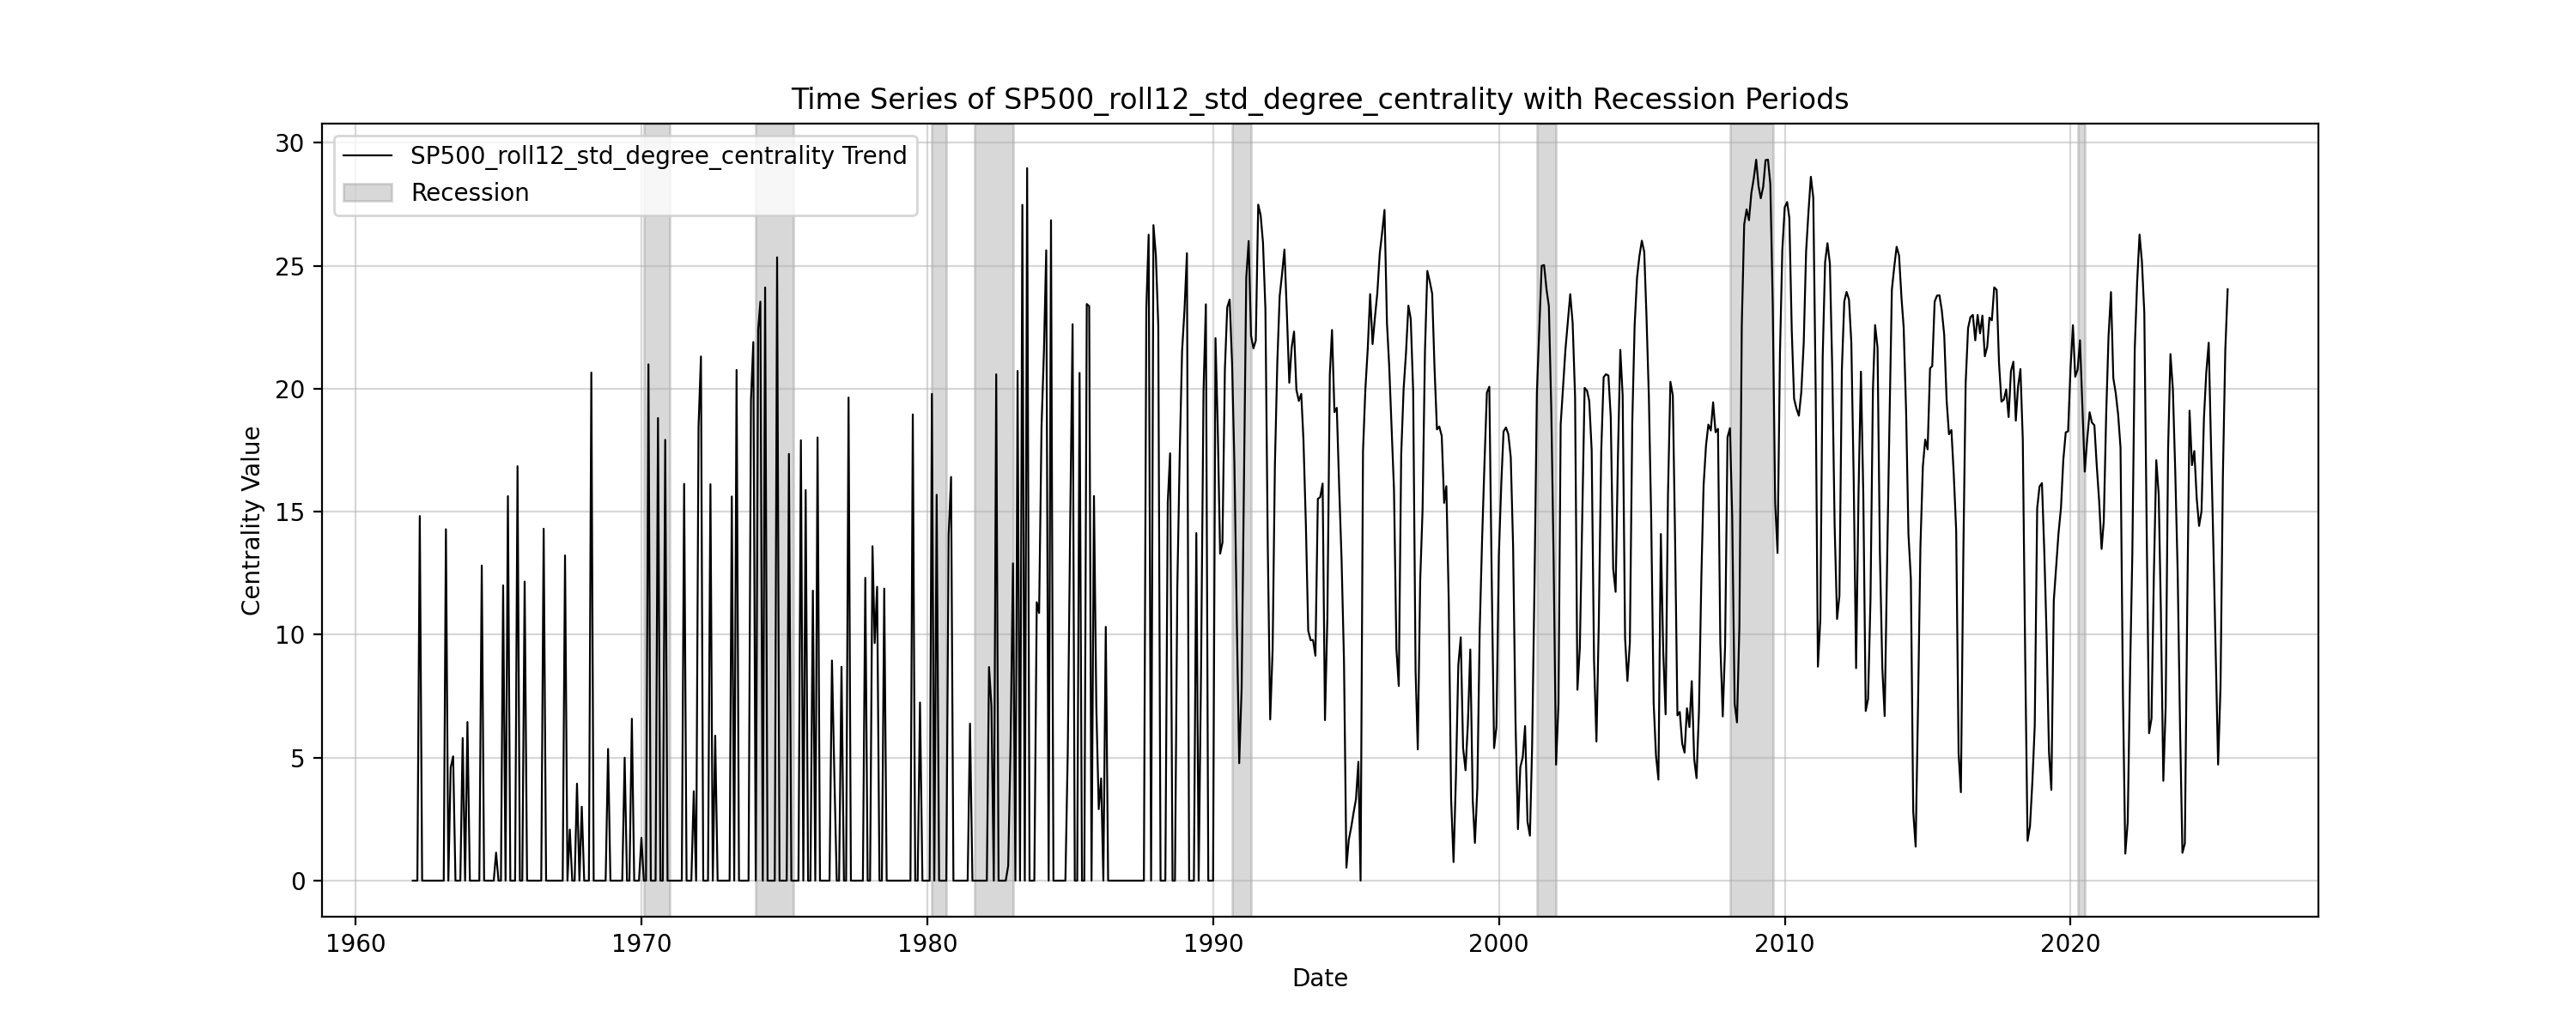 Time Series of SP500_roll12_std_degree_centrality with Recession Periods
SP500_roll12_std_degree_centrality Trend
Recession
Centrality Value
30
25
20
15
10
5
0
1960 1970 1980 1990 2000 2010 2020
Date